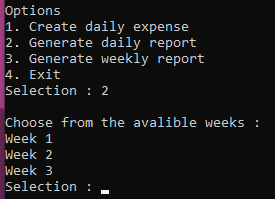 Options
1. Create daily expense
2. Generate daily report
3. Generate weekly report
4. Exit
Selection : 2
Choose from the avalible weeks :
Week 1
Week 2
Week 3
Selection :